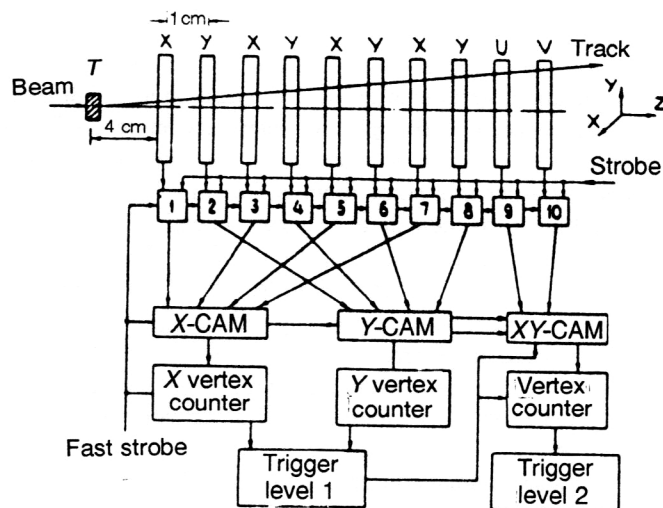 1 cm
X Y X Y X Y X Y U V
T
Track
Beam
Y
Z
X
4 cm
Strobe
1 2 3 4 5 6 7 8 9 10
X-CAM Y-CAM XY-CAM
X vertex
counter
Y vertex
counter
Vertex
counter
Fast strobe
Trigger
level 1
Trigger
level 2